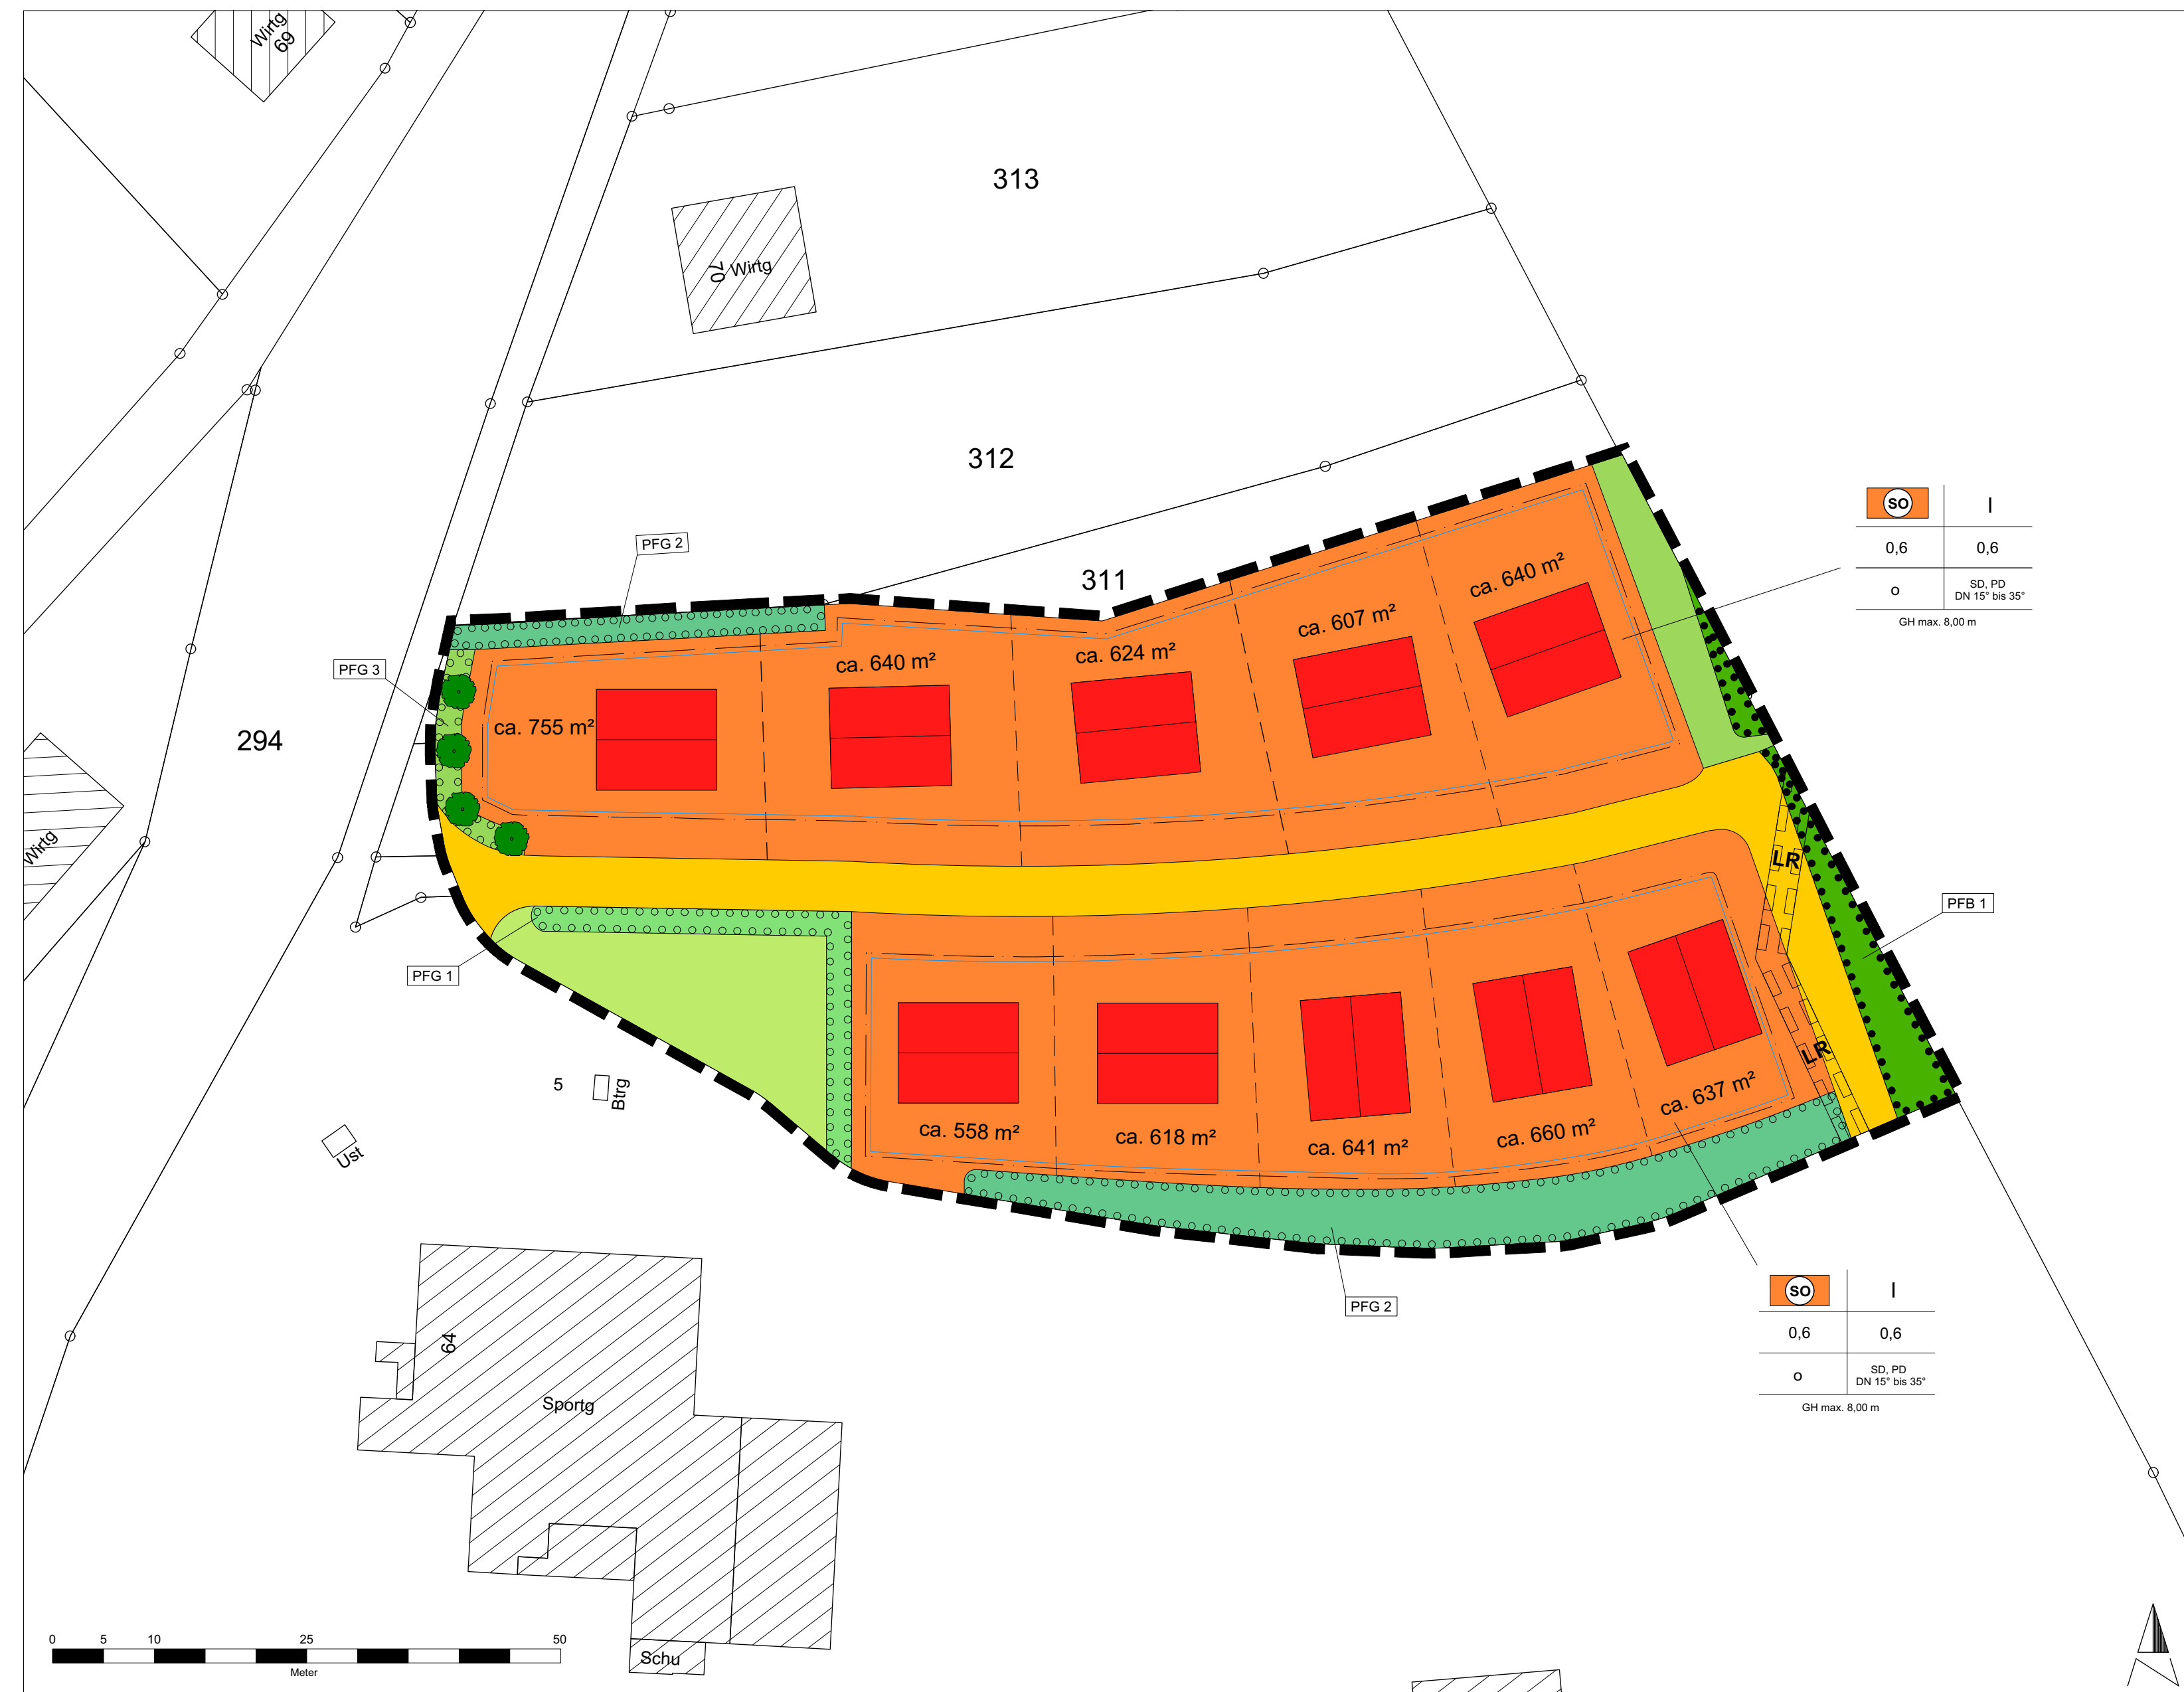 Wirtg
69
313
70
Wirtg
312
SO
I
0,6
0,6
o
SD, PD
DN 15° bis 35°
GH max. 8,00 m
PFG 2
311
ca. 640 m²
ca. 607 m²
ca. 624 m²
ca. 640 m²
PFG 3
ca. 755 m²
294
Wirtg
LR
PFB 1
PFG 1
LR
5
Btrg
Ust
ca. 558 m²
ca. 618 m²
ca. 641 m²
ca. 660 m²
ca. 637 m²
PFG 2
SO
I
0,6
0,6
o
SD, PD
DN 15° bis 35°
GH max. 8,00 m
64
Sportg
Schu
0 5 10 25 50
Meter